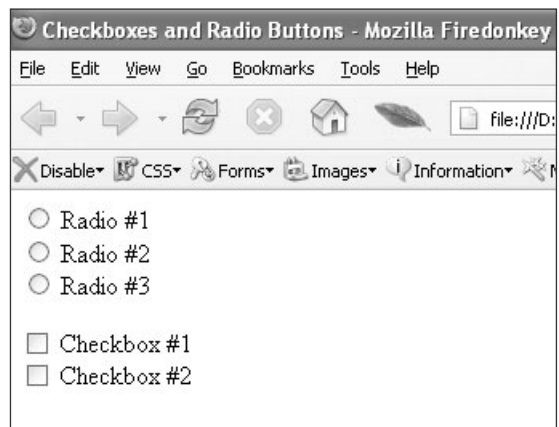 Checkboxes and Radio Buttons - Mozilla Firedonkey
File Edit View Go Bookmarks Tools Help
file:///D:
Disable CSS Forms Images Information
Radio #1
Radio #2
Radio #3
Checkbox #1
Checkbox #2